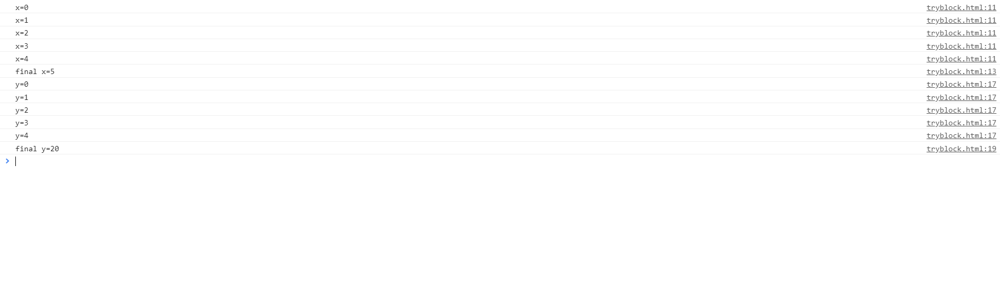 x=0 tryblock.html:11
x=1 tryblock.html:11
x=2 tryblock.html:11
x=3 tryblock.html:11
x=4 tryblock.html:11
final x=5 tryblock.html:13
y=0 tryblock.html:17
y=1 tryblock.html:17
y=2 tryblock.html:17
y=3 tryblock.html:17
y=4 tryblock.html:17
final y=20 tryblock.html:19